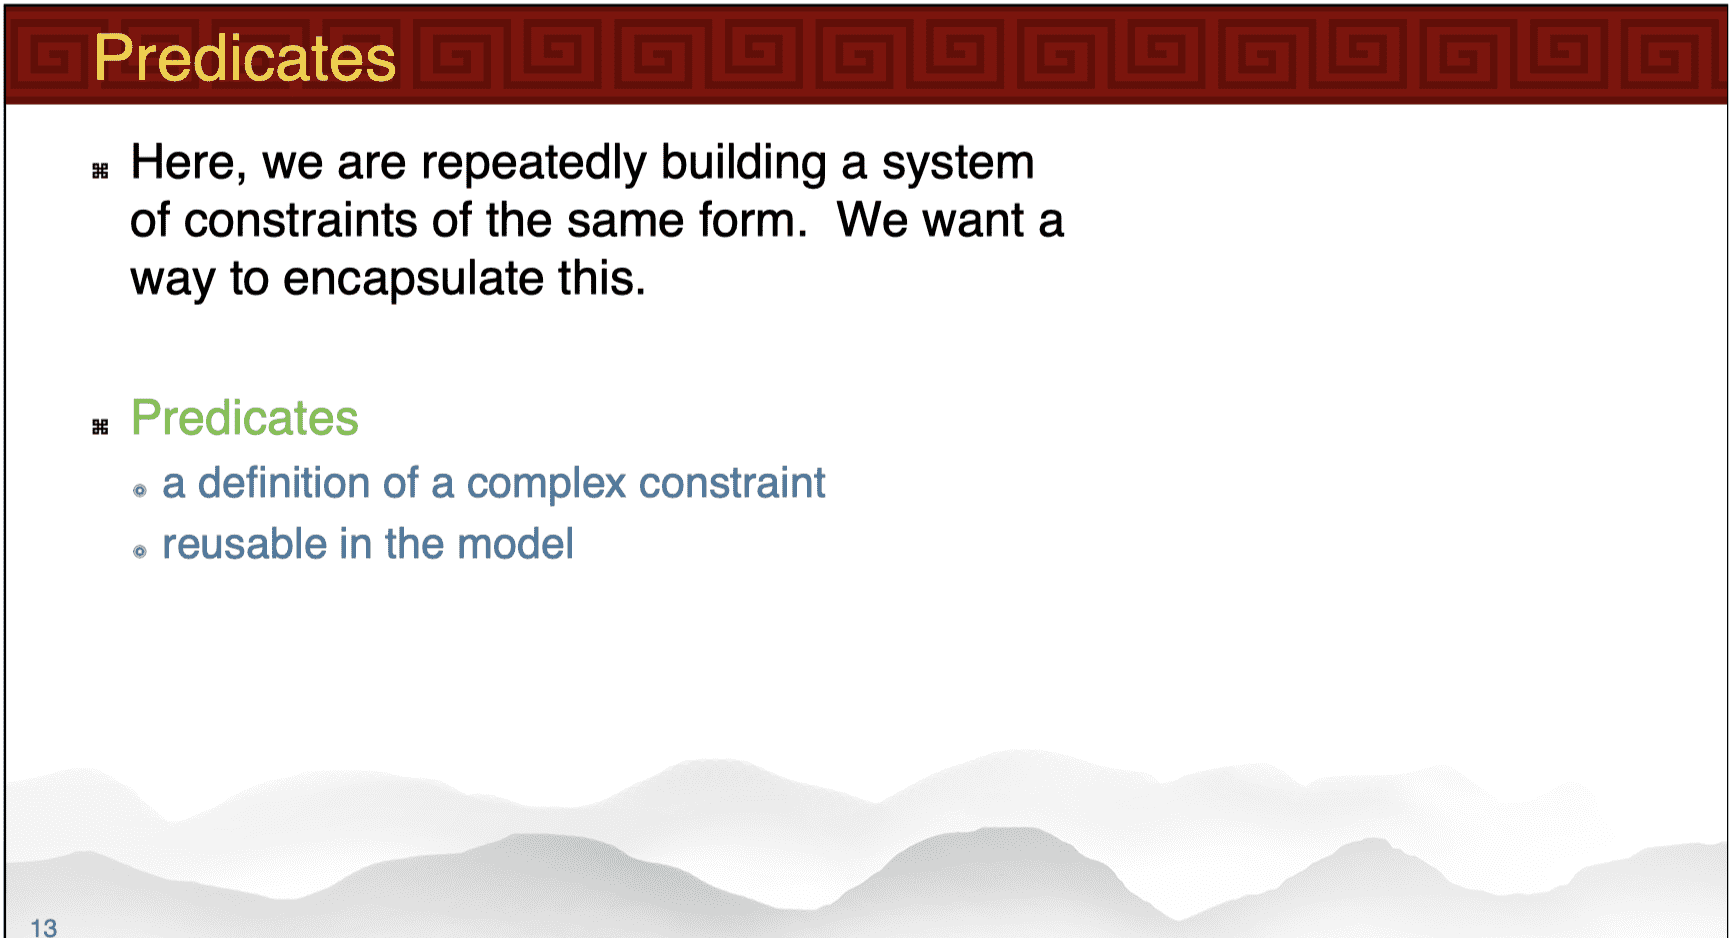 Predicates
Here, we are repeatedly building a system
of constraints of the same form.  We want a
way to encapsulate this.
Predicates
a definition of a complex constraint
reusable in the model
13